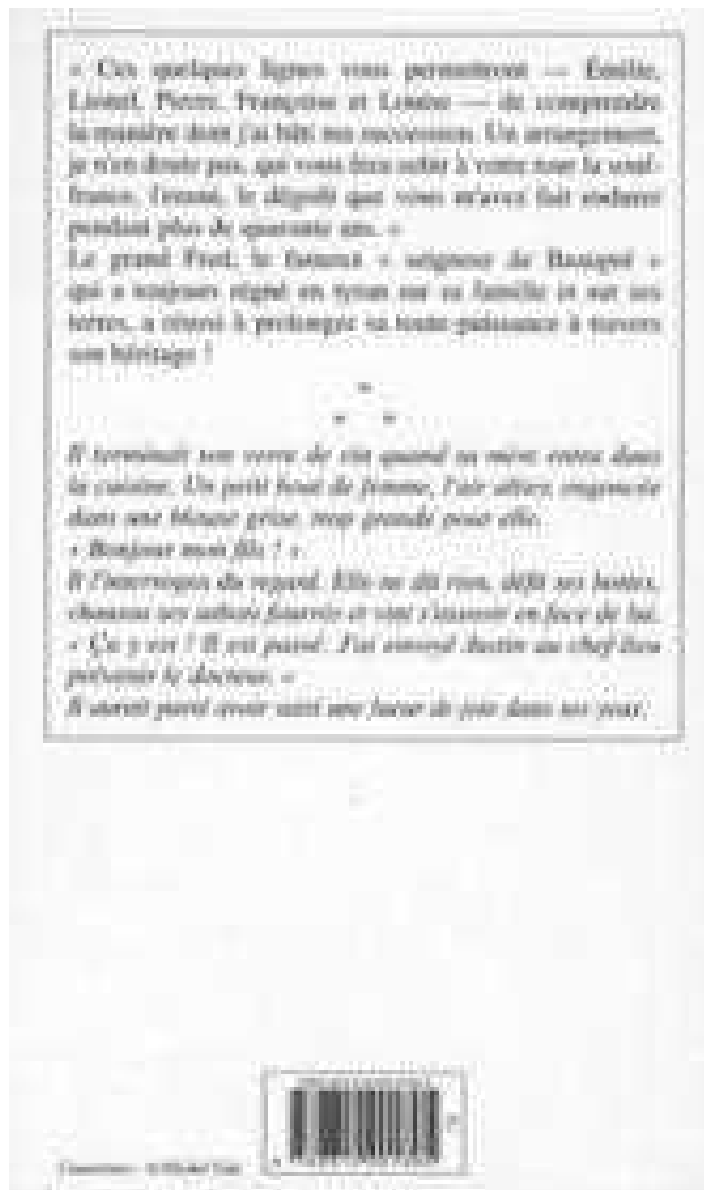 « Ces quelques lignes vous permettront — Émilie,
Lionel, Pierre, Françoise et Louise — de comprendre
la manière dont j'ai bâti ma succession. Un arrangement,
je n'en doute pas, qui vous fera subir à votre tour la souf-
france, l'ennui, le dégoût que vous m'avez fait endurer
pendant plus de quarante ans. »
Le grand Fred, le fameux « seigneur de »
qui a toujours régné en tyran sur sa famille et sur ses
terres, a réussi à prolonger sa toute-puissance à travers
son héritage !
*
* *
Il terminait son verre de vin quand sa mère entra dans
la cuisine. Un petit bout de femme, l'air altier, engoncée
dans une blouse grise, trop grande pour elle.
« Bonjour mon fils ! »
Il l'interrogea du regard. Elle ne dit rien, défit ses bottes,
chaussa ses sabots fourrés et vint s'asseoir en face de lui.
« Ça y est ! Il est passé. J'ai envoyé Justin au chef-lieu
prévenir le docteur. »
Il aurait parié avoir saisi une lueur de joie dans ses yeux.
Couverture :